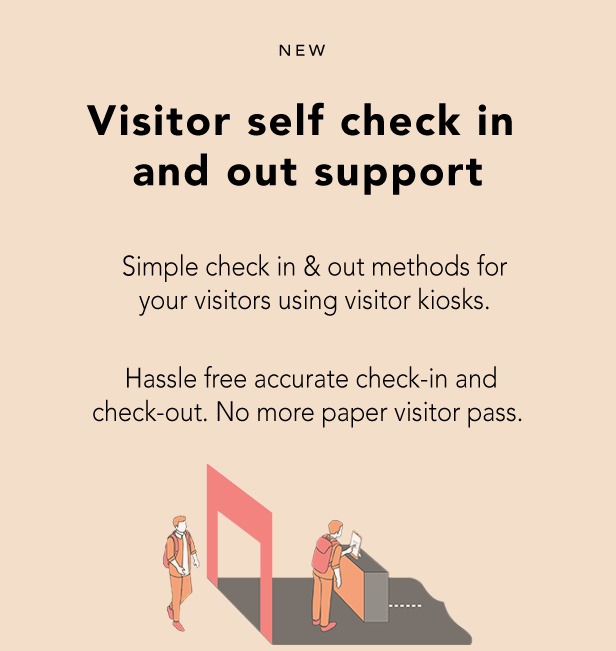 NEW
Visitor self check in
and out support
Simple check in & out methods for
your visitors using visitor kiosks.
Hassle free accurate check-in and
check-out. No more paper visitor pass.